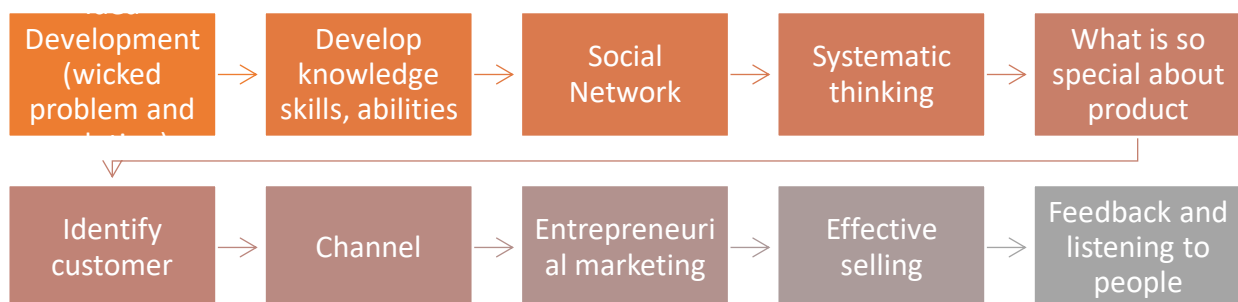 Development
(wicked
problem and
Develop
knowledge
skills, abilities
Social
Network
Systematic
thinking
What is so
special about
product
Identify
customer
Channel
Entrepreneuri
al marketing
Effective
selling
Feedback and
listening to
people